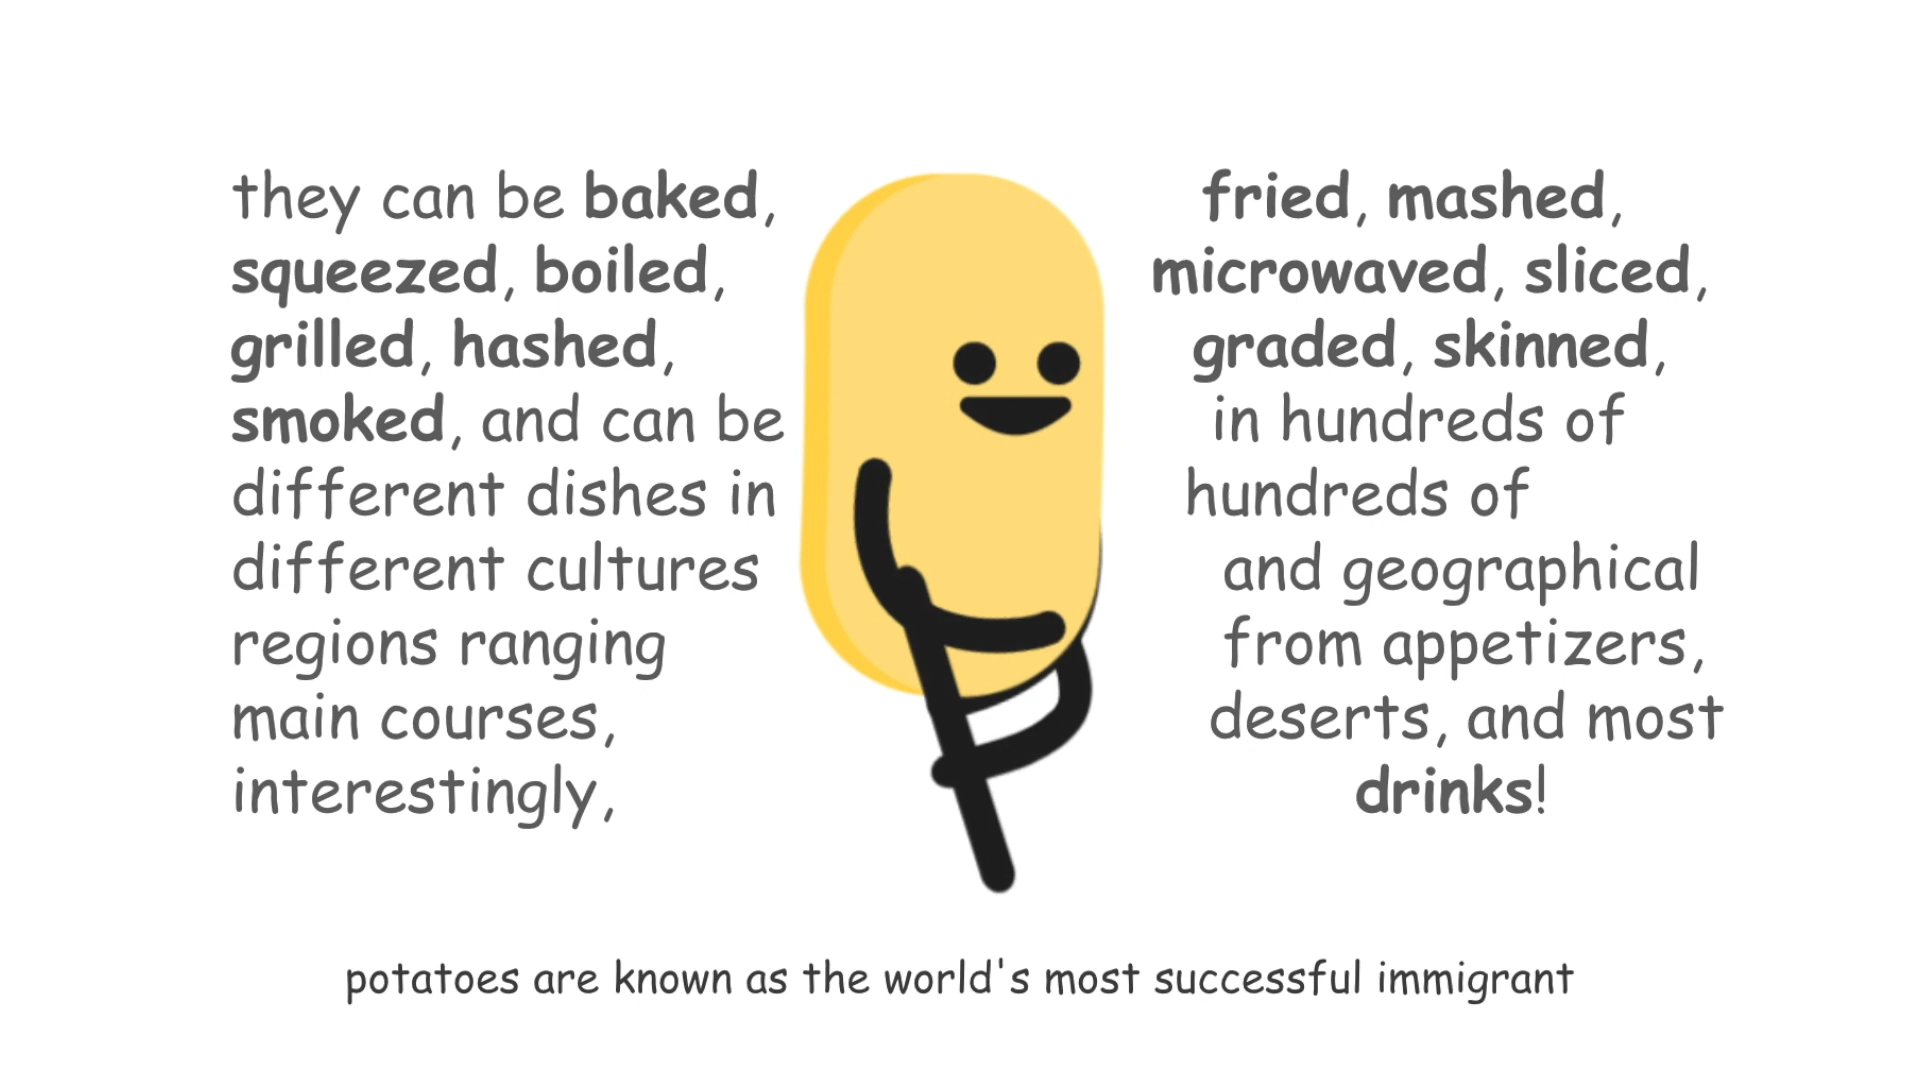 they can be baked, fried, mashed,
squeezed, boiled, microwaved, sliced,
grilled, hashed, graded, skinned,
smoked, and can be in hundreds of
different dishes in hundreds of
different cultures and geographical
regions ranging from appetizers,
main courses, deserts, and most
interestingly, drinks!
potatoes are known as the world's most successful immigrant